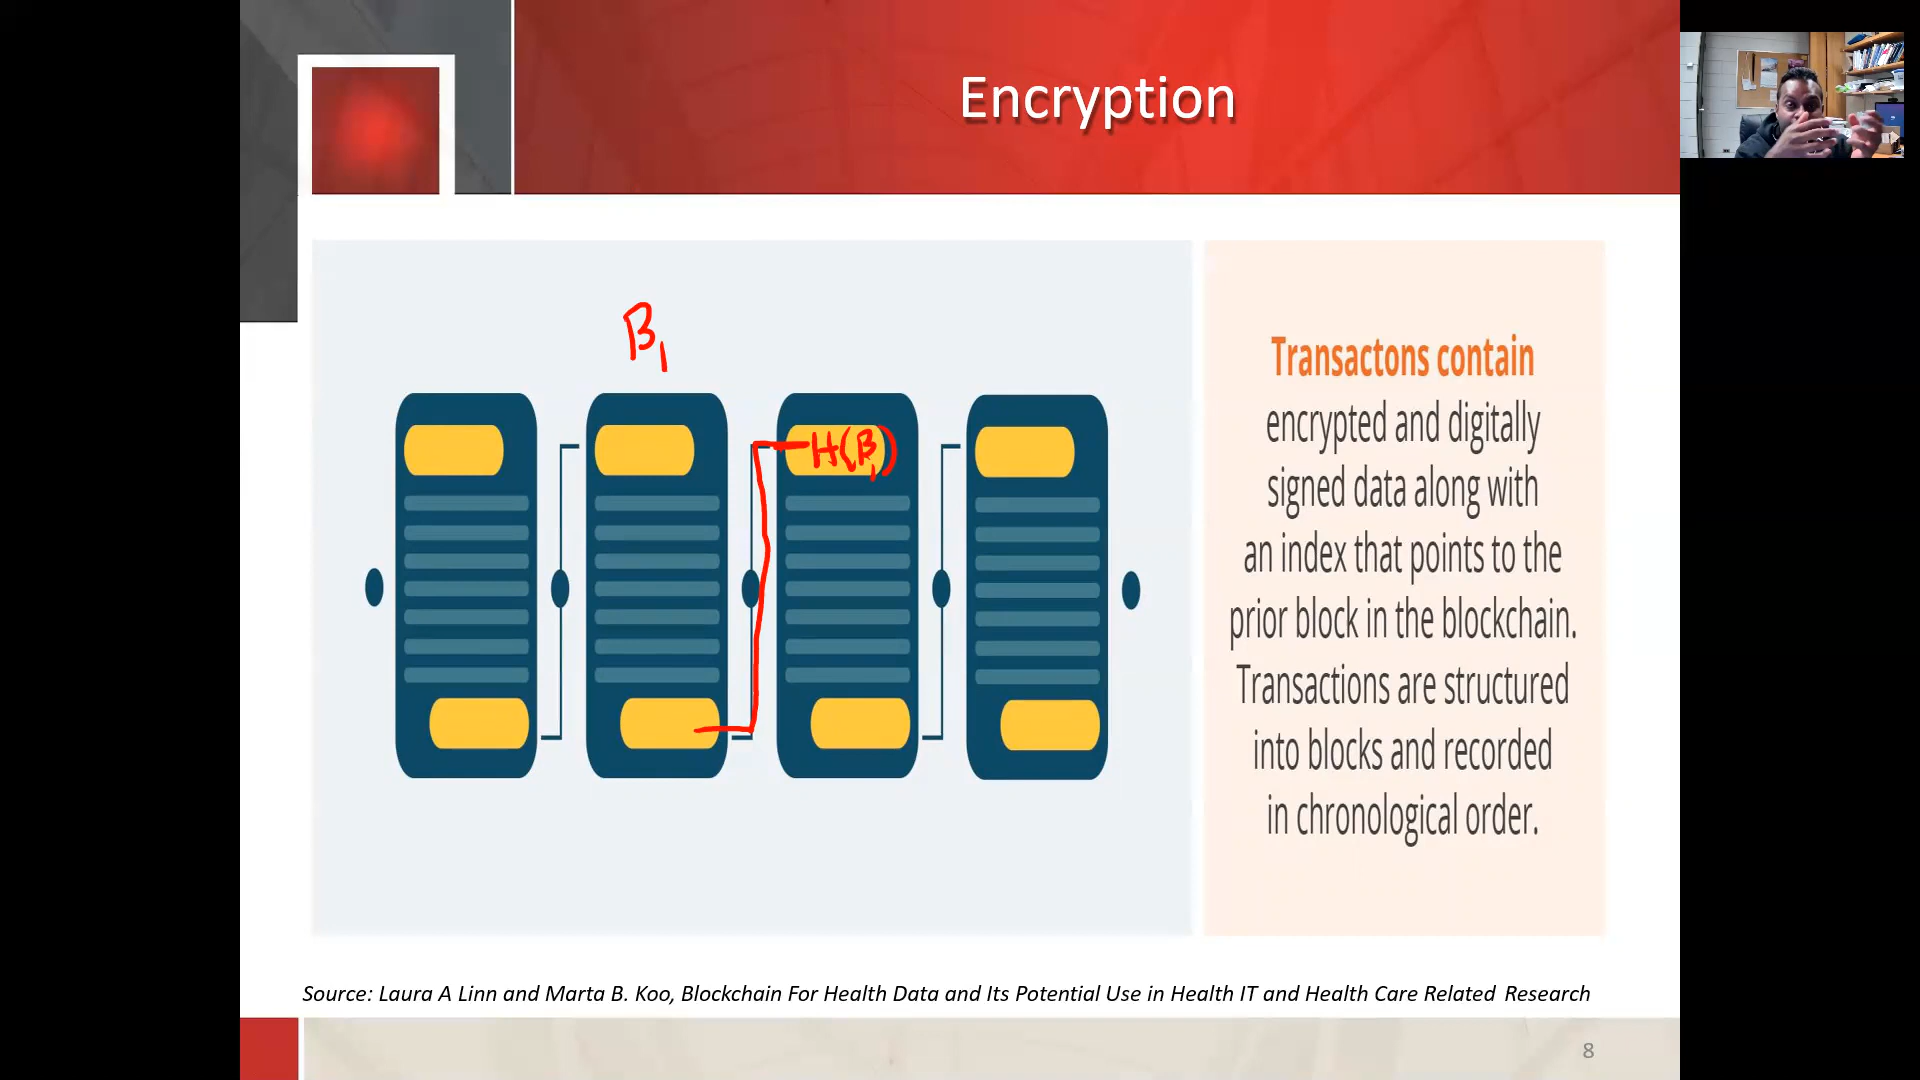 Encryption
B1
H(B1)
Transactons contain
encrypted and digitally
signed data along with
an index that points to the
prior block in the blockchain.
Transactions are structured
into blocks and recorded
in chronological order.
Source: Laura A Linn and Marta B. Koo, Blockchain For Health Data and Its Potential Use in Health IT and Health Care Related Research
8